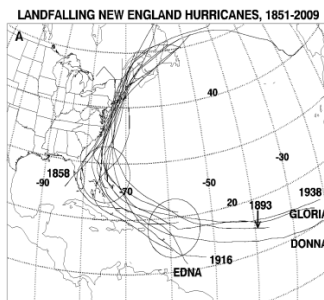 LANDFALLING NEW ENGLAND HURRICANES, 1851-2009
A
40
1858
-90
-70
-50
-30
20
1893
1938
GLORIA
DONNA
1916
EDNA